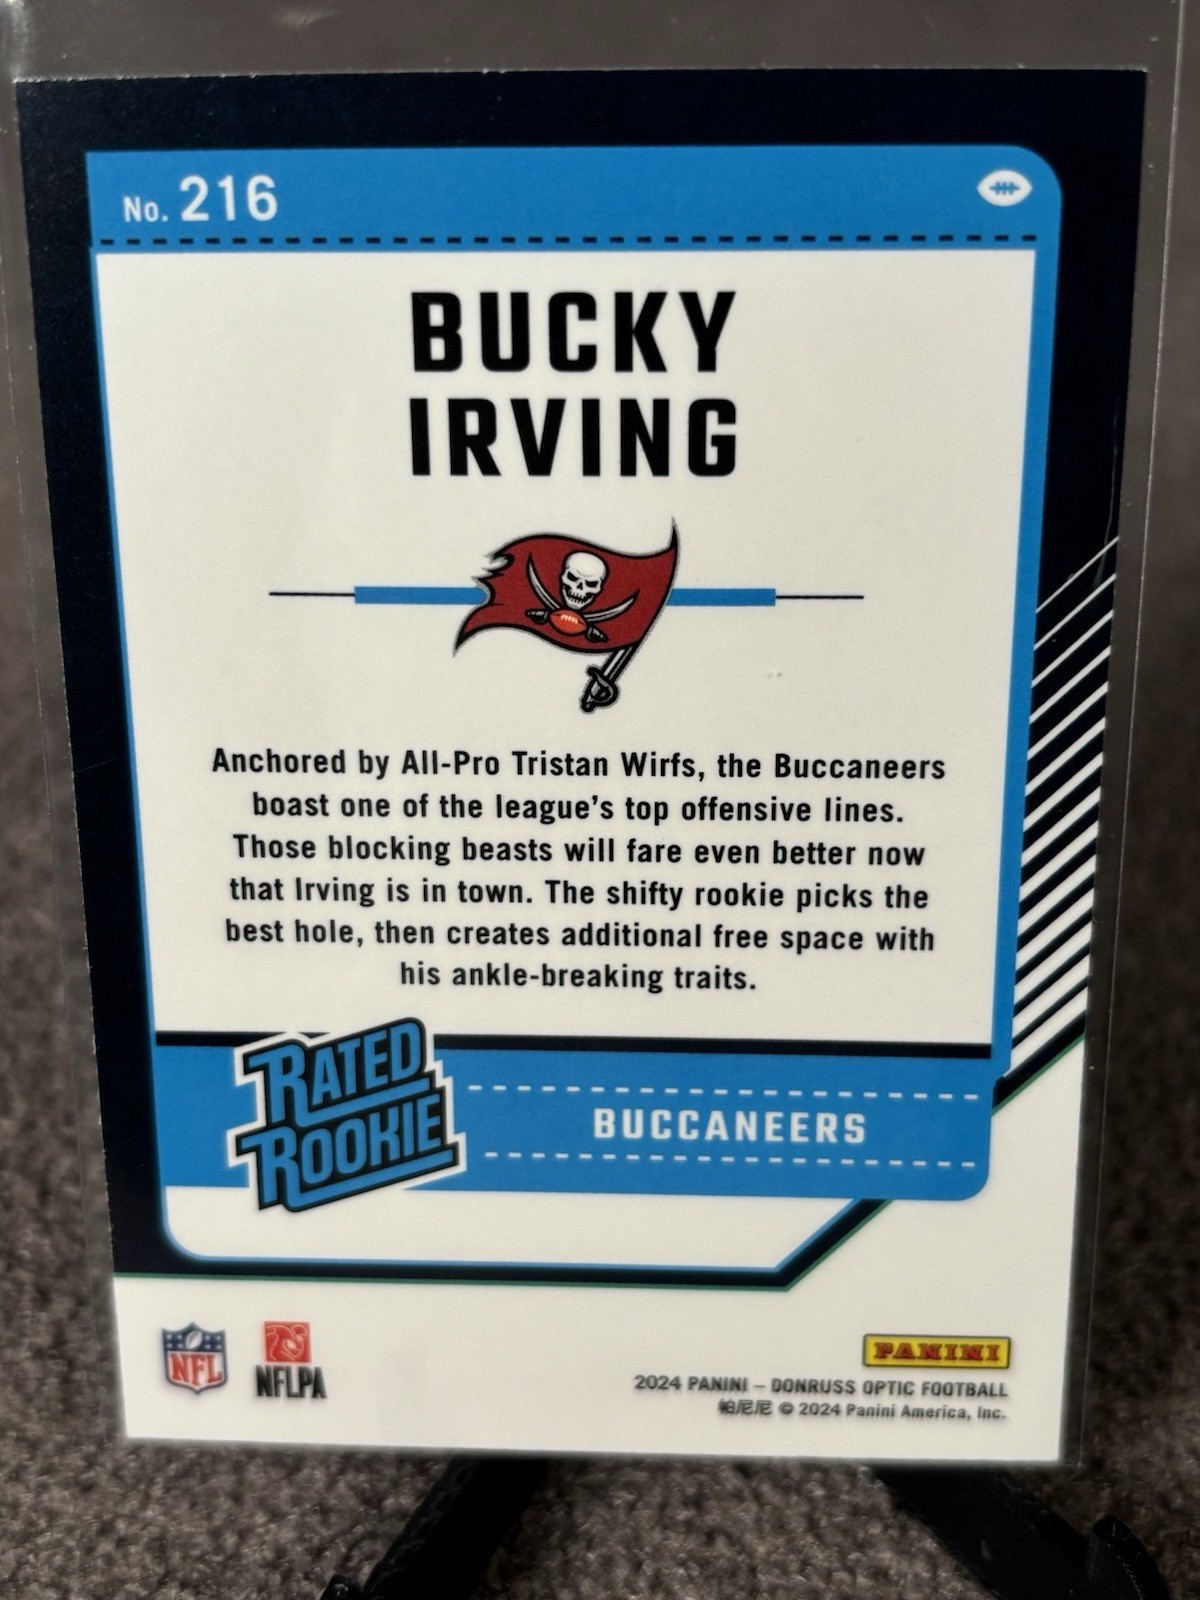 No. 216
BUCKY
IRVING
Anchored by All-Pro Tristan Wirfs, the Buccaneers
boast one of the league's top offensive lines.
Those blocking beasts will fare even better now
that Irving is in town. The shifty rookie picks the
best hole, then creates additional free space with
his ankle-breaking traits.
RATED
ROOKIE
BUCCANEERS
NFL
NFLPA
PANINI
2024 PANINI – DONRUSS OPTIC FOOTBALL
帕尼尼 © 2024 Panini America, Inc.